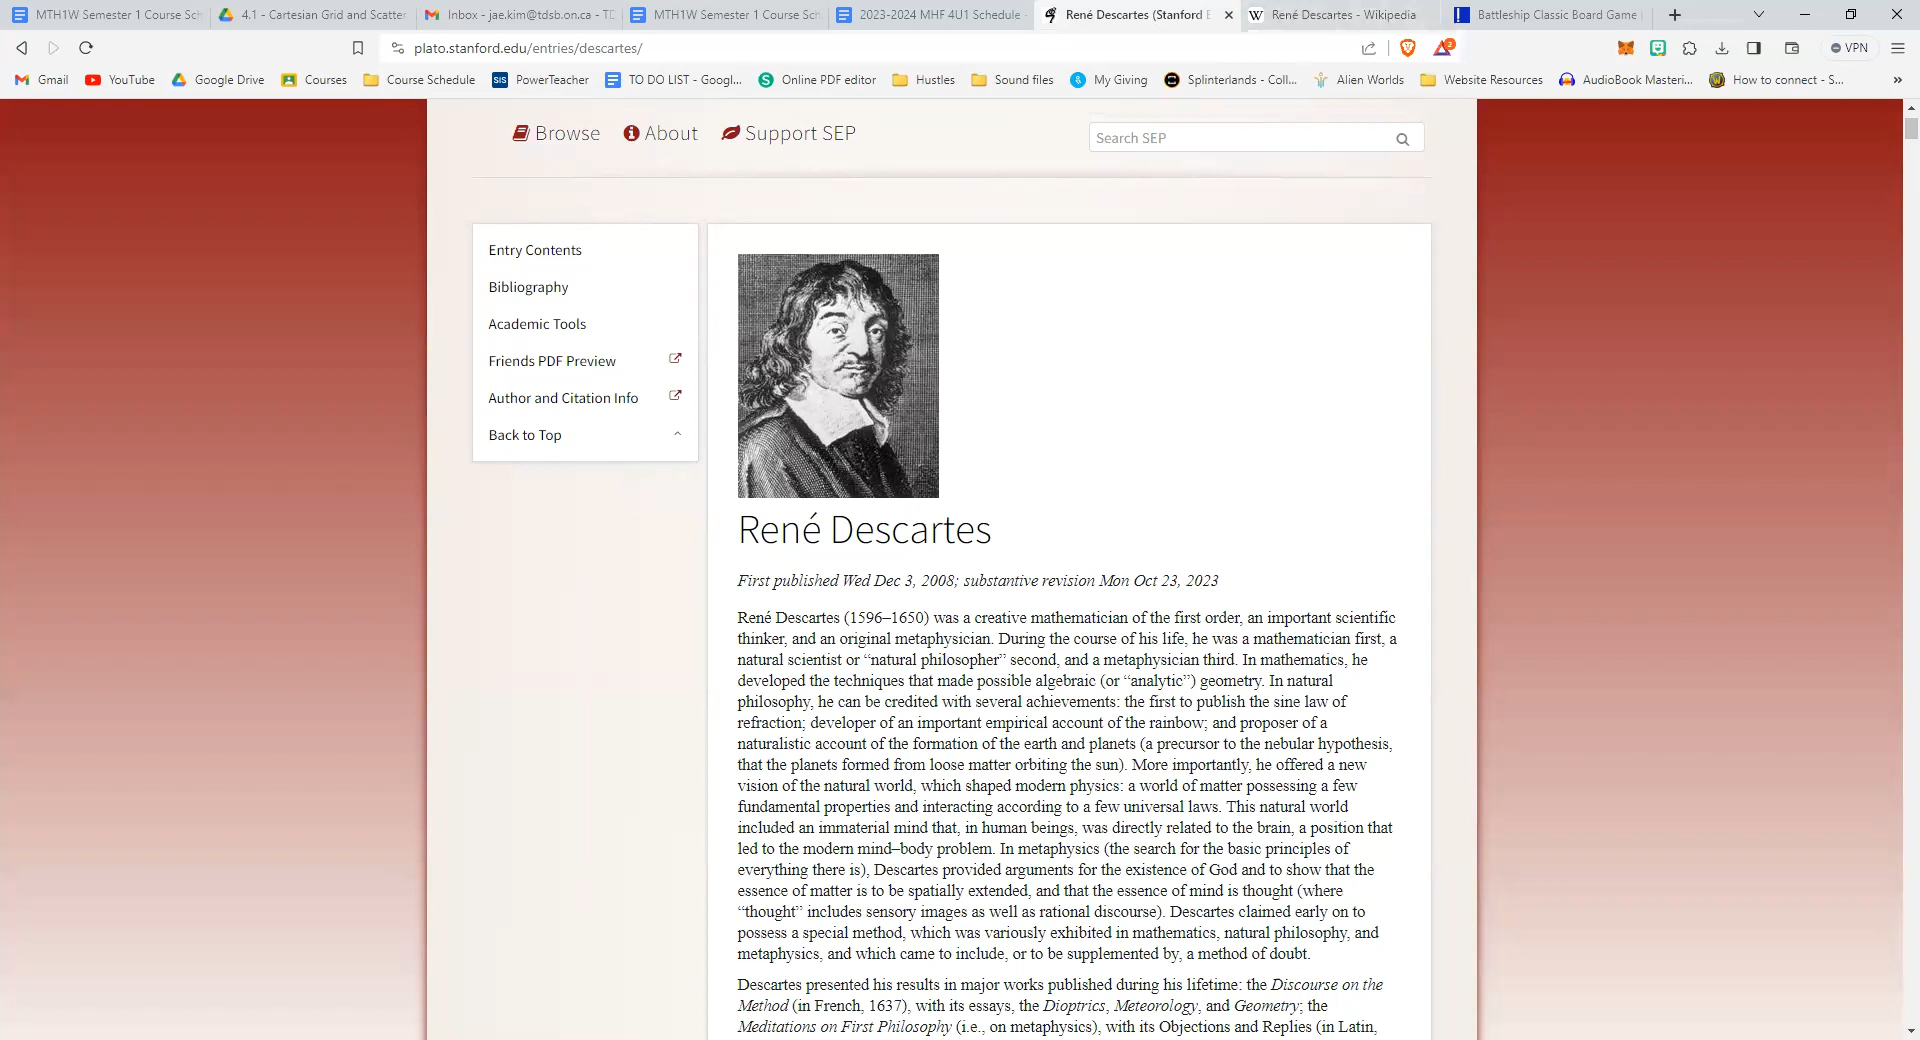 MTH1W Semester 1 Course Sch
4.1 - Cartesian Grid and Scatter
Inbox - jae.kim@tdsb.on.ca - TD
MTH1W Semester 1 Course Sch
2023-2024 MHF 4U1 Schedule -
René Descartes (Stanford E
René Descartes - Wikipedia
Battleship Classic Board Game
plato.stanford.edu/entries/descartes/
2
VPN
Gmail
YouTube
Google Drive
Courses
Course Schedule
SIS PowerTeacher
TO DO LIST - Googl...
Online PDF editor
Hustles
Sound files
My Giving
Splinterlands - Coll...
Alien Worlds
Website Resources
AudioBook Masteri...
How to connect - S...
»
Browse
About
Support SEP
Search SEP
Entry Contents
Bibliography
Academic Tools
Friends PDF Preview
Author and Citation Info
Back to Top
René Descartes
First published Wed Dec 3, 2008; substantive revision Mon Oct 23, 2023
René Descartes (1596–1650) was a creative mathematician of the first order, an important scientific
thinker, and an original metaphysician. During the course of his life, he was a mathematician first, a
natural scientist or “natural philosopher” second, and a metaphysician third. In mathematics, he
developed the techniques that made possible algebraic (or “analytic”) geometry. In natural
philosophy, he can be credited with several achievements: the first to publish the sine law of
refraction; developer of an important empirical account of the rainbow; and proposer of a
naturalistic account of the formation of the earth and planets (a precursor to the nebular hypothesis,
that the planets formed from loose matter orbiting the sun). More importantly, he offered a new
vision of the natural world, which shaped modern physics: a world of matter possessing a few
fundamental properties and interacting according to a few universal laws. This natural world
included an immaterial mind that, in human beings, was directly related to the brain, a position that
led to the modern mind–body problem. In metaphysics (the search for the basic principles of
everything there is), Descartes provided arguments for the existence of God and to show that the
essence of matter is to be spatially extended, and that the essence of mind is thought (where
“thought” includes sensory images as well as rational discourse). Descartes claimed early on to
possess a special method, which was variously exhibited in mathematics, natural philosophy, and
metaphysics, and which came to include, or to be supplemented by, a method of doubt.
Descartes presented his results in major works published during his lifetime: the Discourse on the
Method (in French, 1637), with its essays, the Dioptrics, Meteorology, and Geometry; the
Meditations on First Philosophy (i.e., on metaphysics), with its Objections and Replies (in Latin,